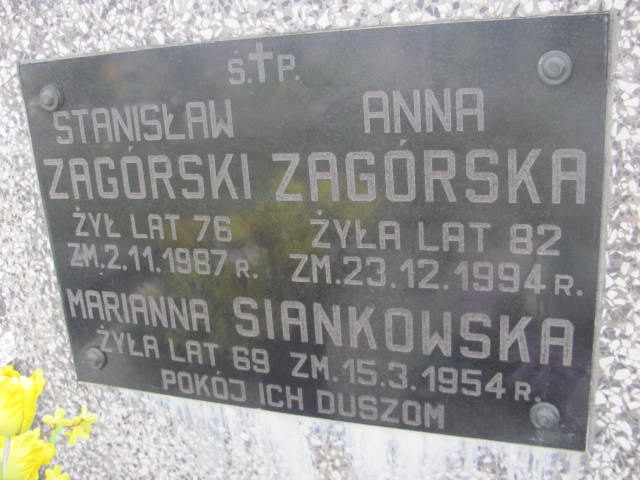 Ś.†P.
STANISŁAW ANNA
ZAGÓRSKI ZAGÓRSKA
ŻYŁ LAT 76 ŻYŁA LAT 82
ZM.2.11.1987 R. ZM.23.12.1994 R.
MARIANNA SIANKOWSKA
ŻYŁA LAT 69 ZM.15.3.1954 R.
POKÓJ ICH DUSZOM